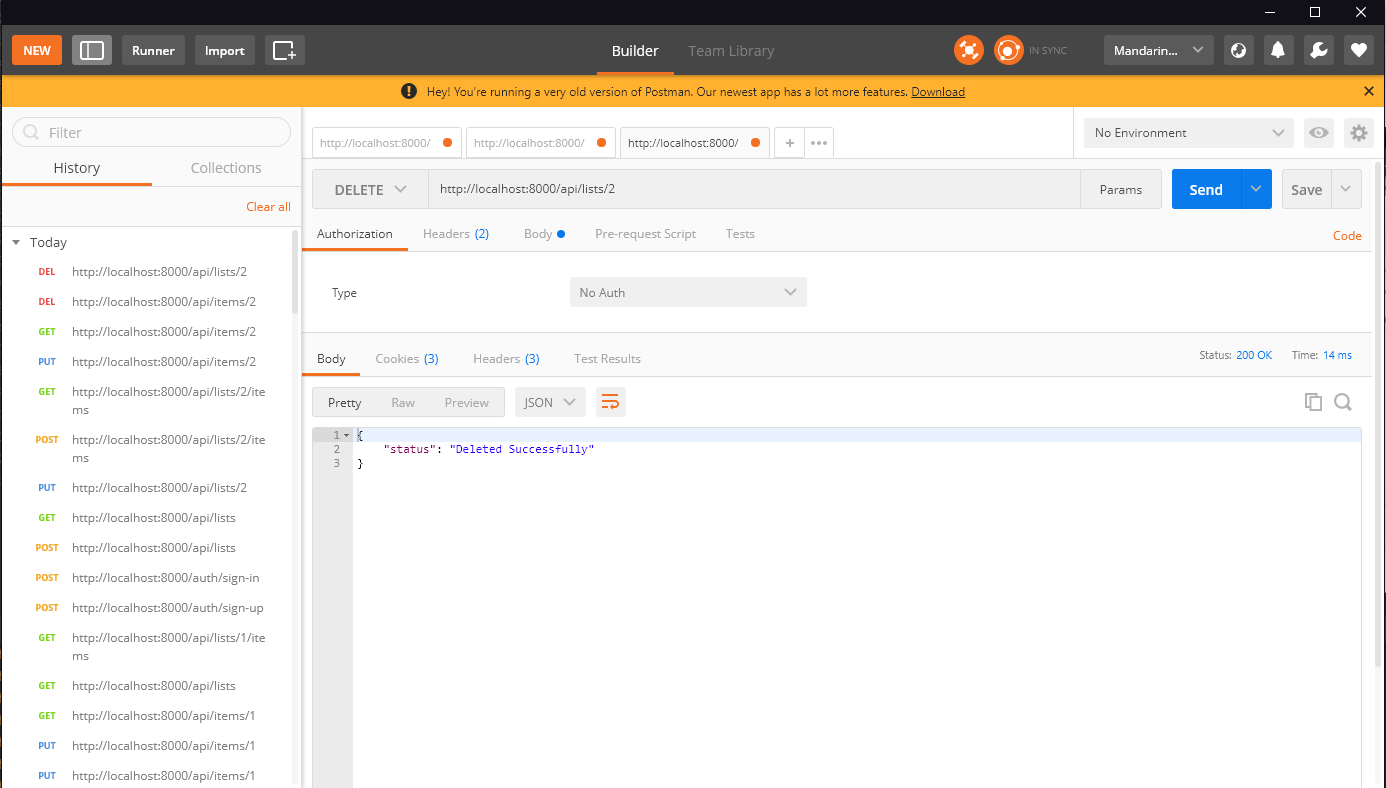 NEW Runner Import Builder Team Library IN SYNC Mandarin...
Hey! You're running a very old version of Postman. Our newest app has a lot more features. Download
Filter
History Collections
Clear all
Today
DEL http://localhost:8000/api/lists/2
DEL http://localhost:8000/api/items/2
GET http://localhost:8000/api/items/2
PUT http://localhost:8000/api/items/2
GET http://localhost:8000/api/lists/2/ite
ms
POST http://localhost:8000/api/lists/2/ite
ms
PUT http://localhost:8000/api/lists/2
GET http://localhost:8000/api/lists
POST http://localhost:8000/api/lists
POST http://localhost:8000/auth/sign-in
POST http://localhost:8000/auth/sign-up
GET http://localhost:8000/api/lists/1/ite
ms
GET http://localhost:8000/api/lists
GET http://localhost:8000/api/items/1
PUT http://localhost:8000/api/items/1
PUT http://localhost:8000/api/items/1
http://localhost:8000/ http://localhost:8000/ http://localhost:8000/ + •••
No Environment
DELETE http://localhost:8000/api/lists/2 Params Send Save
Authorization Headers (2) Body Pre-request Script Tests Code
Type No Auth
Body Cookies (3) Headers (3) Test Results Status: 200 OK Time: 14 ms
Pretty Raw Preview JSON
1 {
2 "status": "Deleted Successfully"
3 }